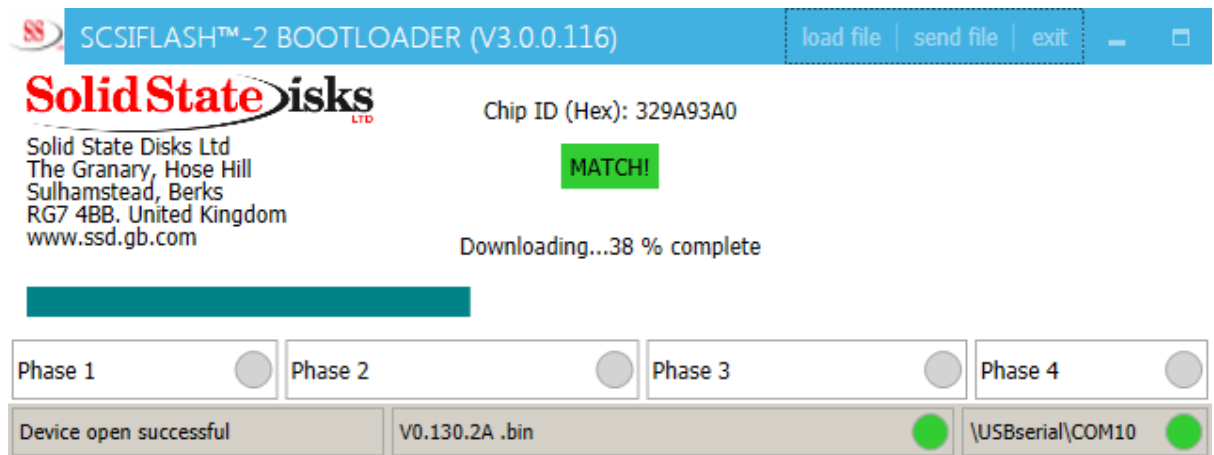 SS
SCSIFLASH™-2 BOOTLOADER (V3.0.0.116)
load file | send file | exit
Solid State Disks
LTD
Solid State Disks Ltd
The Granary, Hose Hill
Sulhamstead, Berks
RG7 4BB. United Kingdom
www.ssd.gb.com
Chip ID (Hex): 329A93A0
MATCH!
Downloading...38 % complete
Phase 1
Phase 2
Phase 3
Phase 4
Device open successful
V0.130.2A .bin
\USBserial\COM10